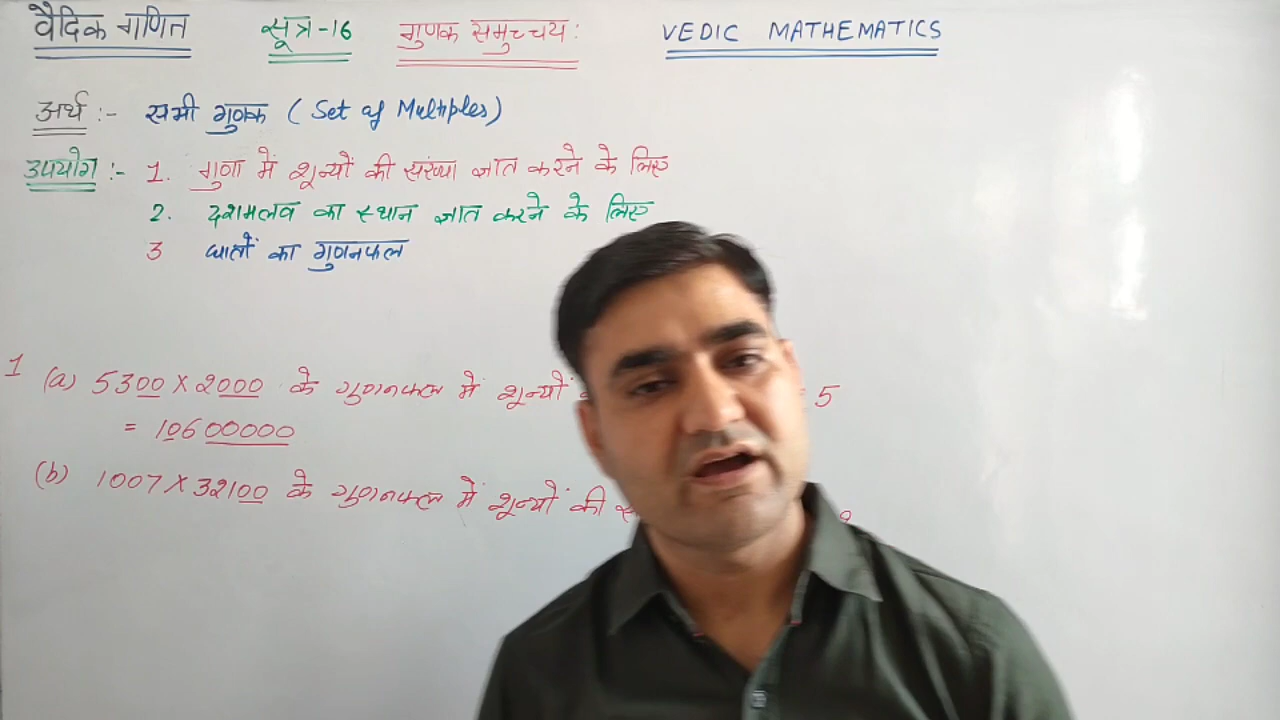 वैदिक गणित सूत्र-16 गुणक समुच्चय: VEDIC MATHEMATICS
अर्थ :- सभी गुणक ( Set of Multiples)
उपयोग :- 1. गुणा में शून्यों की संख्या ज्ञात करने के लिए
2. दशमलव का स्थान ज्ञात करने के लिए
3 घातों का गुणनफल
1 (a) 5300 X 2000 के गुणनफल में शून्यों = 5
= 10600000
(b) 1007 X 32100 के गुणनफल में शून्यों की